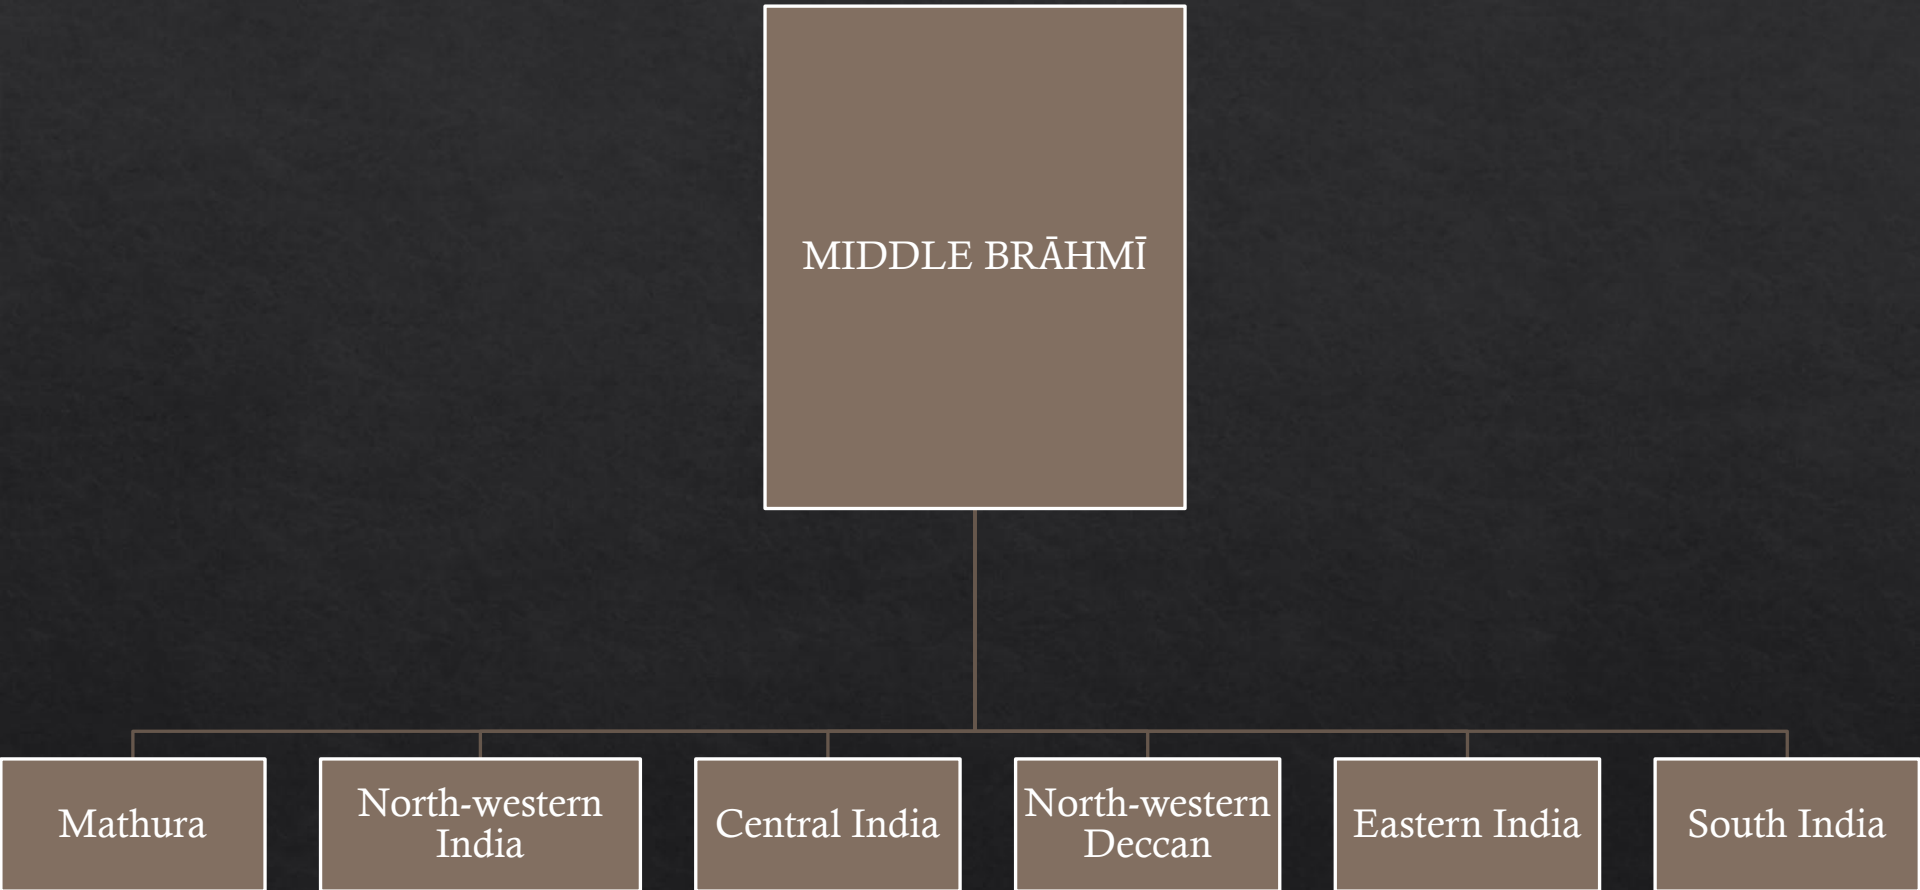 MIDDLE BRĀHMĪ
Mathura
North-western
India
Central India
North-western
Deccan
Eastern India
South India